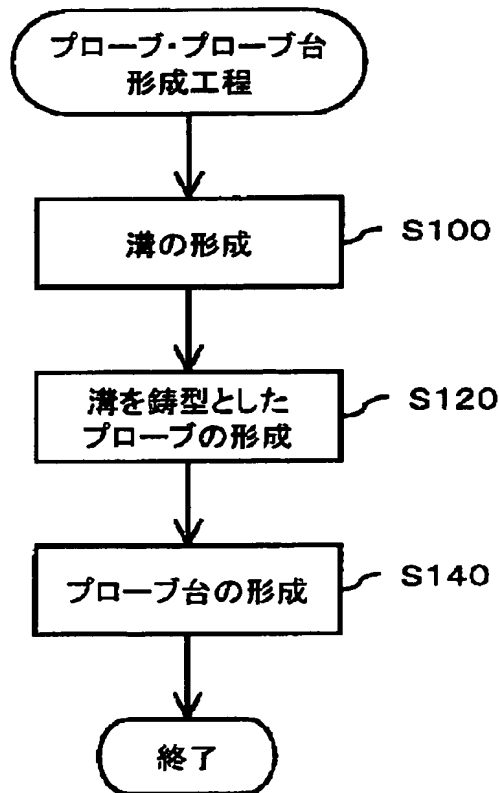 プローブ・プローブ台
形成工程
溝の形成
S100
溝を鋳型とした
プローブの形成
S120
プローブ台の形成
S140
終了